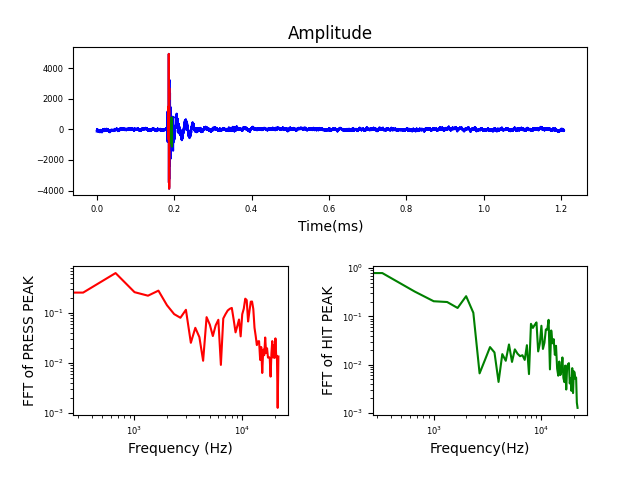 Amplitude
4000
2000
0
−2000
−4000
0.0 0.2 0.4 0.6 0.8 1.0 1.2
Time(ms)
FFT of PRESS PEAK
10⁻¹
10⁻²
10⁻³
10³ 10⁴
Frequency (Hz)
FFT of HIT PEAK
10⁰
10⁻¹
10⁻²
10⁻³
10³ 10⁴
Frequency(Hz)